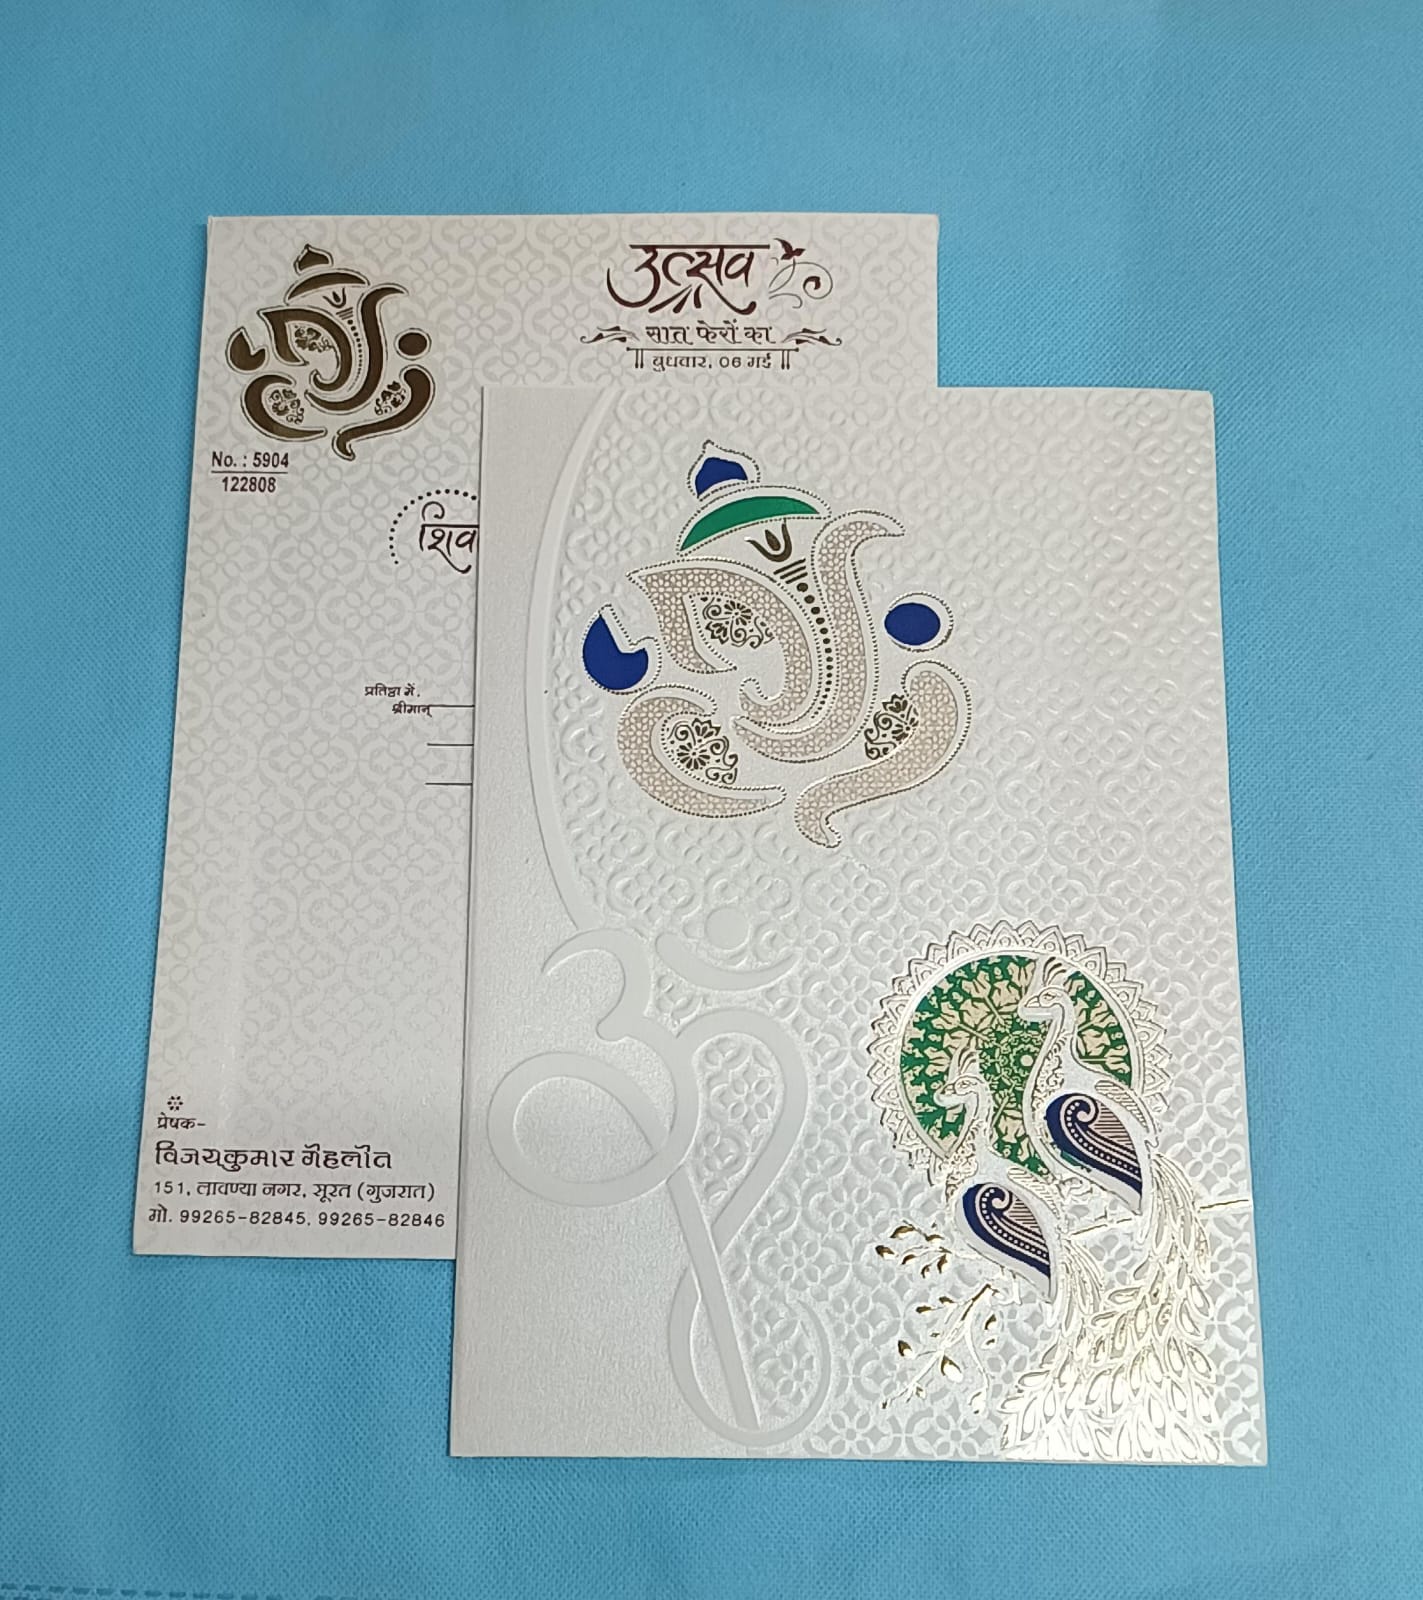 उत्सव
सात फेरों का
॥ बुधवार, 06 मई ॥
No. : 5904
122808
शिव
प्रतिष्ठा में,
श्रीमान्
प्रेषक-
विजयकुमार गेहलोत
151, लावण्या नगर, सूरत (गुजरात)
मो. 99265-82845, 99265-82846
ॐ